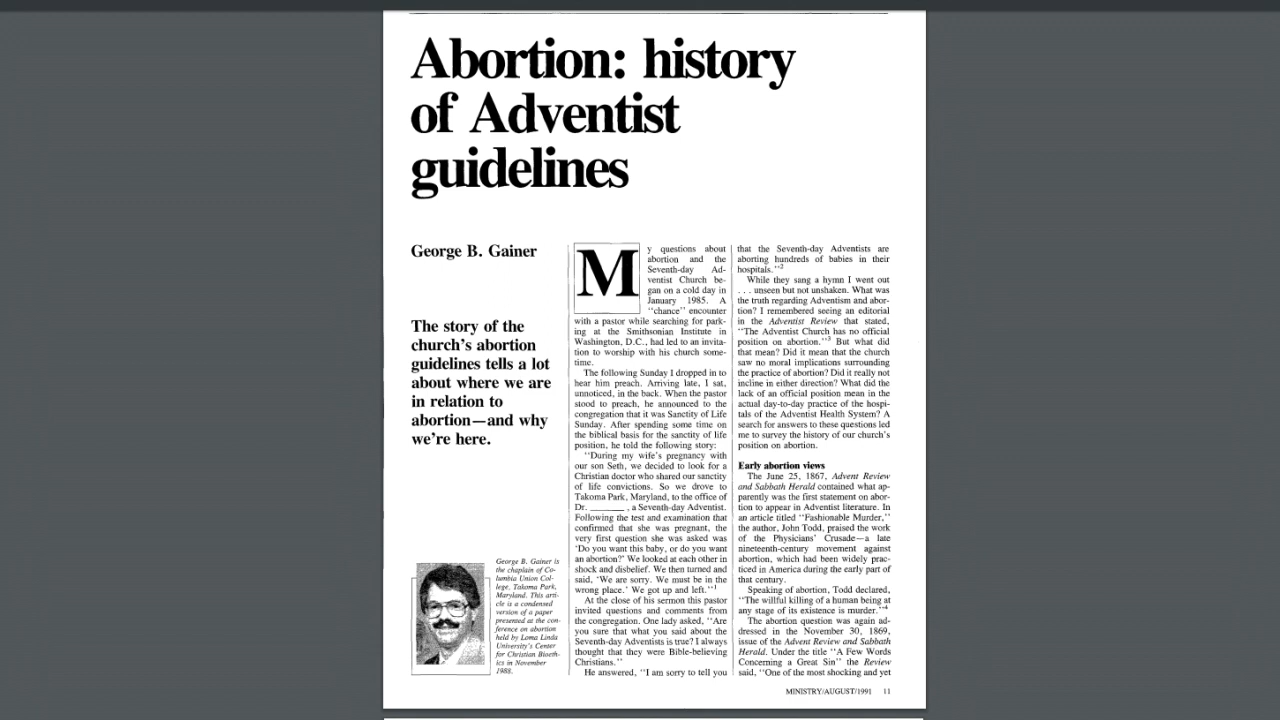 Abortion: history
of Adventist
guidelines
George B. Gainer
The story of the
church's abortion
guidelines tells a lot
about where we are
in relation to
abortion—and why
we're here.
George B. Gainer is
the chaplain of Co-
lumbia Union Col-
lege, Takoma Park,
Maryland. This arti-
cle is a condensed
version of a paper
presented at the con-
ference on abortion
held by Loma Linda
University's Center
for Christian Bioeth-
ics in November
1988.
My questions about
abortion and the
Seventh-day Ad-
ventist Church be-
gan on a cold day in
January 1985. A
"chance" encounter
with a pastor while searching for park-
ing at the Smithsonian Institute in
Washington, D.C., had led to an invita-
tion to worship with his church some-
time.
The following Sunday I dropped in to
hear him preach. Arriving late, I sat,
unnoticed, in the back. When the pastor
stood to preach, he announced to the
congregation that it was Sanctity of Life
Sunday. After spending some time on
the biblical basis for the sanctity of life
position, he told the following story:
"During my wife's pregnancy with
our son Seth, we decided to look for a
Christian doctor who shared our sanctity
of life convictions. So we drove to
Takoma Park, Maryland, to the office of
Dr. ______, a Seventh-day Adventist.
Following the test and examination that
confirmed that she was pregnant, the
very first question she was asked was
'Do you want this baby, or do you want
an abortion?' We looked at each other in
shock and disbelief. We then turned and
said, 'We are sorry. We must be in the
wrong place.' We got up and left."1
At the close of his sermon this pastor
invited questions and comments from
the congregation. One lady asked, "Are
you sure that what you said about the
Seventh-day Adventists is true? I always
thought that they were Bible-believing
Christians."
He answered, "I am sorry to tell you
that the Seventh-day Adventists are
aborting hundreds of babies in their
hospitals."2
While they sang a hymn I went out
. . . unseen but not unshaken. What was
the truth regarding Adventism and abor-
tion? I remembered seeing an editorial
in the Adventist Review that stated,
"The Adventist Church has no official
position on abortion."3 But what did
that mean? Did it mean that the church
saw no moral implications surrounding
the practice of abortion? Did it really not
incline in either direction? What did the
lack of an official position mean in the
actual day-to-day practice of the hospi-
tals of the Adventist Health System? A
search for answers to these questions led
me to survey the history of our church's
position on abortion.
Early abortion views
The June 25, 1867, Advent Review
and Sabbath Herald contained what ap-
parently was the first statement on abor-
tion to appear in Adventist literature. In
an article titled "Fashionable Murder,"
the author, John Todd, praised the work
of the Physicians' Crusade—a late
nineteenth-century movement against
abortion, which had been widely prac-
ticed in America during the early part of
that century.
Speaking of abortion, Todd declared,
"The willful killing of a human being at
any stage of its existence is murder."4
The abortion question was again ad-
dressed in the November 30, 1869,
issue of the Advent Review and Sabbath
Herald. Under the title "A Few Words
Concerning a Great Sin" the Review
said, "One of the most shocking and yet
MINISTRY/AUGUST/1991 11